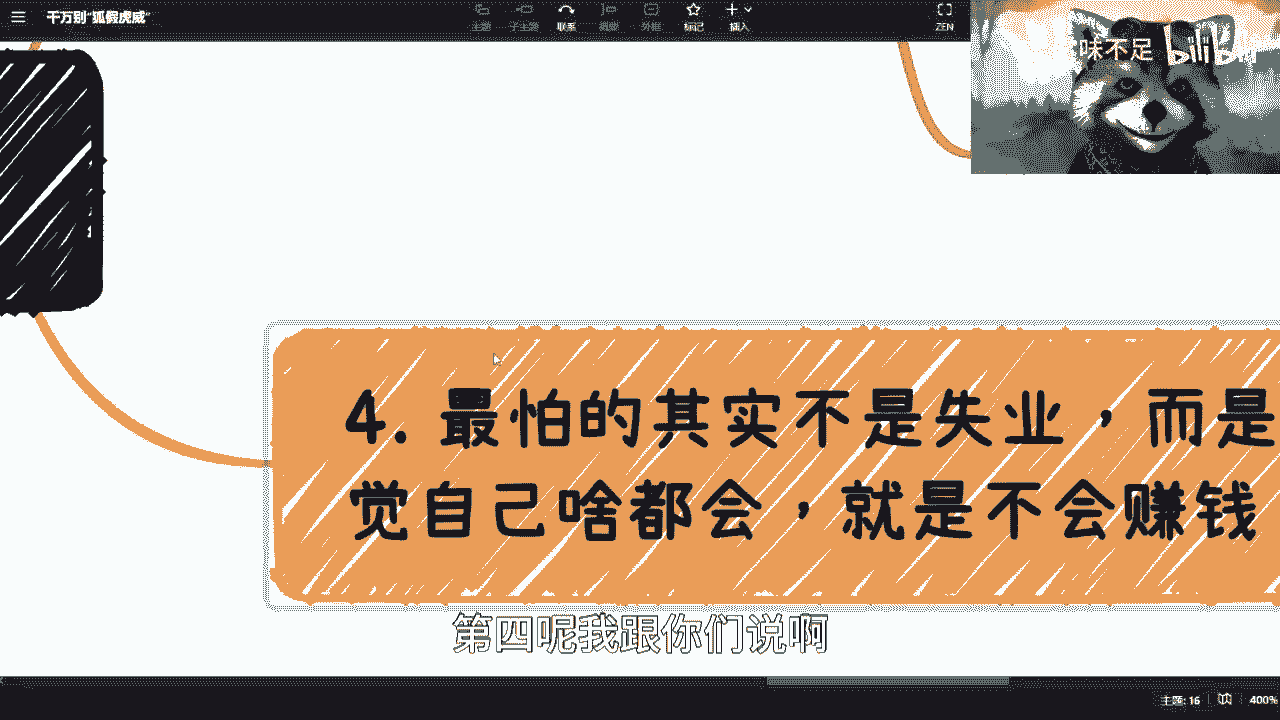 千万别"狐假虎威"
主题
子主题
联系
概要
外框
标记
插入
ZEN
味不足 bilibili
4. 最怕的其实不是失业，而是
觉自己啥都会，就是不会赚钱
第四呢我跟你们说啊
主题: 16
400%